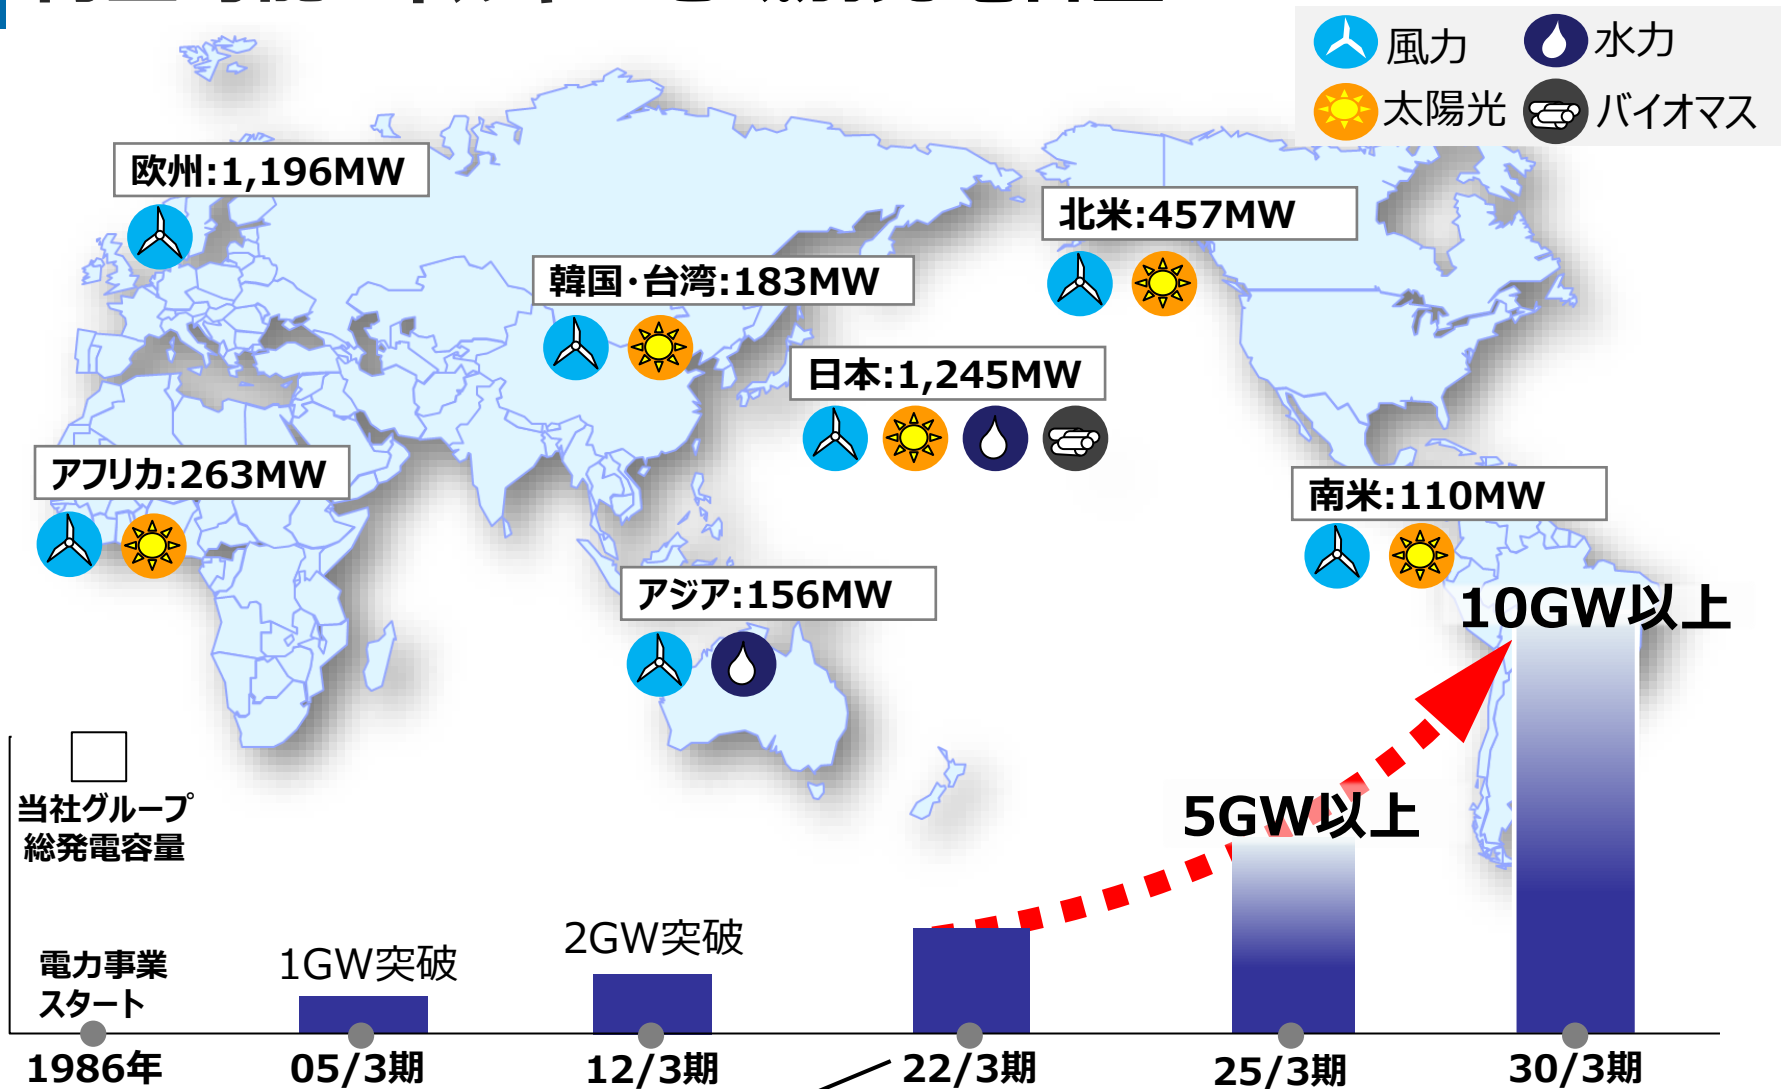 風力
水力
太陽光
バイオマス
欧州:1,196MW
北米:457MW
韓国・台湾:183MW
日本:1,245MW
アフリカ:263MW
南米:110MW
アジア:156MW
10GW以上
5GW以上
当社グループ
総発電容量
2GW突破
1GW突破
電力事業
スタート
1986年
05/3期
12/3期
22/3期
25/3期
30/3期